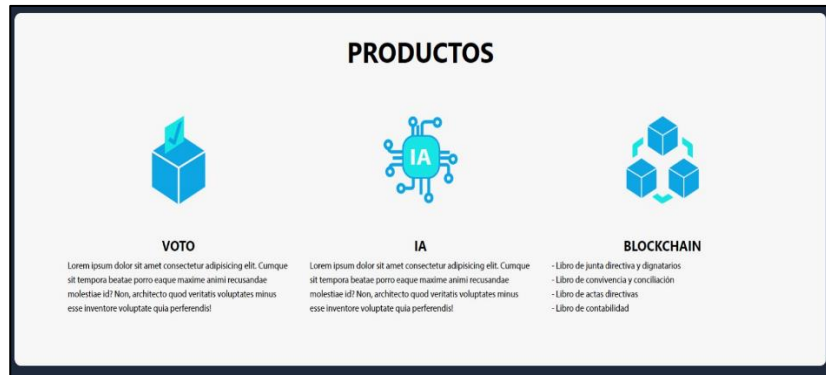 PRODUCTOS
IA
VOTO
Lorem ipsum dolor sit amet consectetur adipisicing elit. Cumque
sit tempora beatae porro eaque maxime animi recusandae
molestiae id? Non, architecto quod veritatis voluptates minus
esse inventore voluptate quia perferendis!
IA
Lorem ipsum dolor sit amet consectetur adipisicing elit. Cumque
sit tempora beatae porro eaque maxime animi recusandae
molestiae id? Non, architecto quod veritatis voluptates minus
esse inventore voluptate quia perferendis!
BLOCKCHAIN
- Libro de junta directiva y dignatarios
- Libro de convivencia y conciliación
- Libro de actas directivas
- Libro de contabilidad